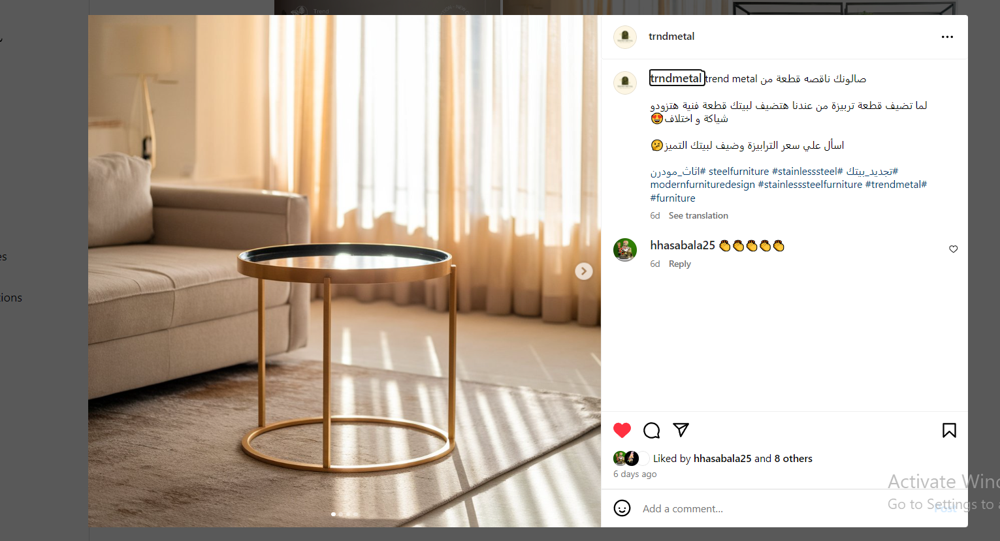 Trend
trndmetal
trndmetal trend metal صالونك ناقصه قطعة من
لما تضيف قطعة تربيزة من عندنا هتضيف لبيتك قطعة فنية هتزودو
شياكة و اختلاف😍
اسأل علي سعر الترابيزة وضيف لبيتك التميز🤔
#تجديد_بيتك #steelfurniture #stainlesssteel #اثاث_مودرن
#modernfurnituredesign #stainlesssteelfurniture #trendmetal
#furniture
6d See translation
hhasabala25 👏👏👏👏👏
6d Reply
es
ions
Liked by hhasabala25 and 8 others
6 days ago
Activate Wind
Add a comment...
Post
Go to Settings to a